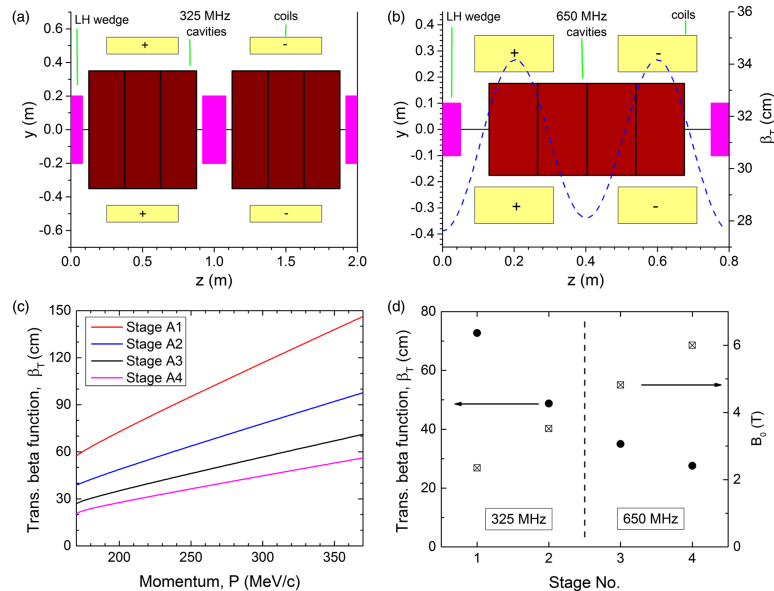 (a)
LH wedge
325 MHz
cavities
coils
0.6
0.4
0.2
0.0
-0.2
-0.4
-0.6
y (m)
+
-
+
-
0.0
0.5
1.0
1.5
2.0
z (m)
(b)
LH wedge
650 MHz
cavities
coils
0.4
0.3
0.2
0.1
0.0
-0.1
-0.2
-0.3
-0.4
y (m)
+
-
+
-
36
34
32
30
28
β_T (cm)
0.0
0.2
0.4
0.6
0.8
z (m)
(c)
150
120
90
60
30
0
Trans. beta function, β_T (cm)
Stage A1
Stage A2
Stage A3
Stage A4
200
250
300
350
Momentum, P (MeV/c)
(d)
80
60
40
20
0
Trans. beta function, β_T (cm)
6
4
2
0
B_0 (T)
325 MHz
650 MHz
1
2
3
4
Stage No.